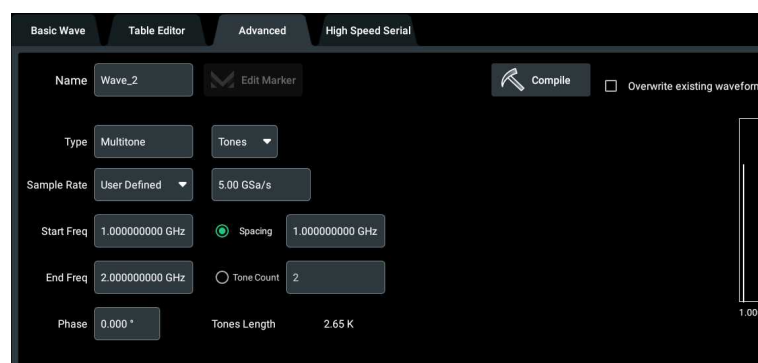 Basic Wave Table Editor Advanced High Speed Serial
Name Wave_2 Edit Marker Compile Overwrite existing waveform
Type Multitone Tones
Sample Rate User Defined 5.00 GSa/s
Start Freq 1.000000000 GHz Spacing 1.000000000 GHz
End Freq 2.000000000 GHz Tone Count 2
1.00
Phase 0.000 ° Tones Length 2.65 K